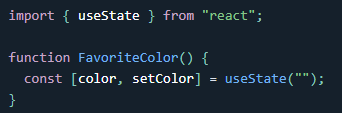 import { useState } from "react";

function FavoriteColor() {
  const [color, setColor] = useState("");
}